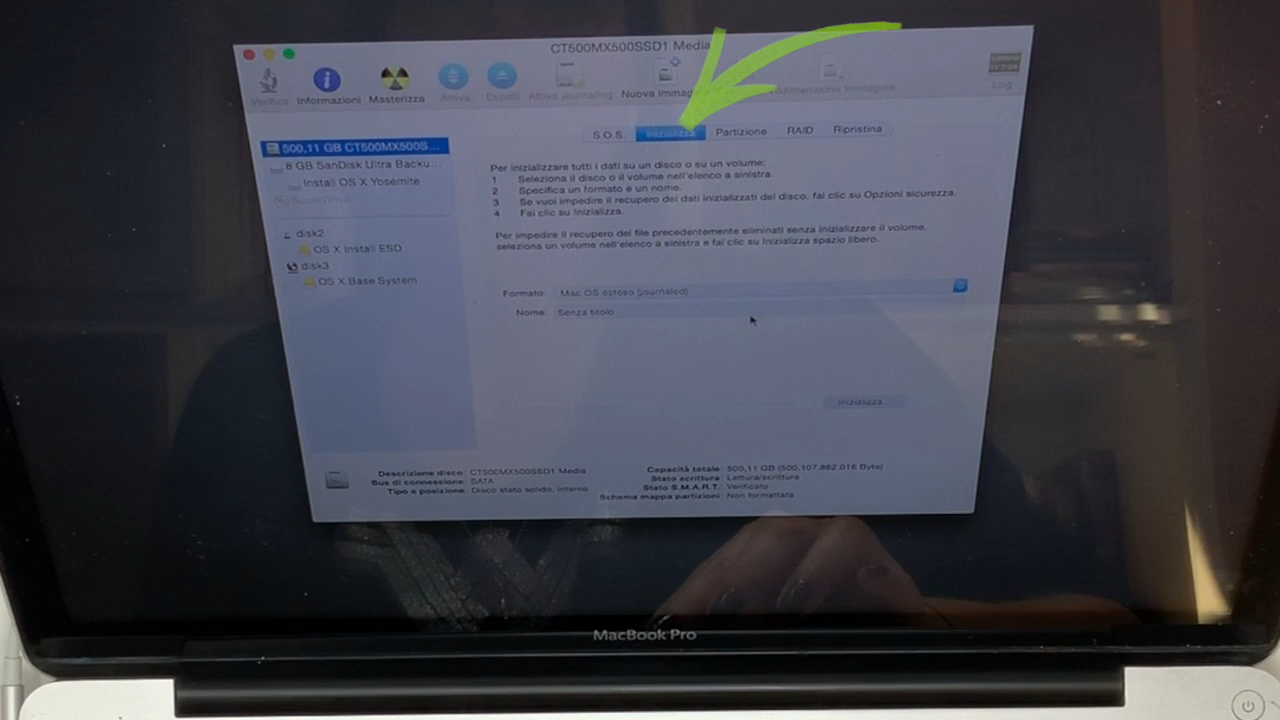 CT500MX500SSD1 Media
Verifica Informazioni Masterizza Attiva Espelli Attiva journaling Nuova immag Ridimensiona immagine Log
S.O.S. Inizializza Partizione RAID Ripristina
500,11 GB CT500MX500S...
8 GB SanDisk Ultra Backu...
Install OS X Yosemite
SuperDrive
disk2
OS X Install ESD
disk3
OS X Base System
Per inizializzare tutti i dati su un disco o su un volume:
1 Seleziona il disco o il volume nell'elenco a sinistra.
2 Specifica un formato e un nome.
3 Se vuoi impedire il recupero dei dati inizializzati del disco, fai clic su Opzioni sicurezza.
4 Fai clic su Inizializza.
Per impedire il recupero dei file precedentemente eliminati senza inizializzare il volume,
seleziona un volume nell'elenco a sinistra e fai clic su Inizializza spazio libero.
Formato: Mac OS esteso (journaled)
Nome: Senza titolo
Inizializza...
Descrizione disco: CT500MX500SSD1 Media
Bus di connessione: SATA
Tipo e posizione: Disco stato solido, interno
Capacità totale: 500,11 GB (500.107.862.016 Byte)
Stato scrittura: Lettura/scrittura
Stato S.M.A.R.T.: Verificato
Schema mappa partizioni: Non formattata
MacBook Pro